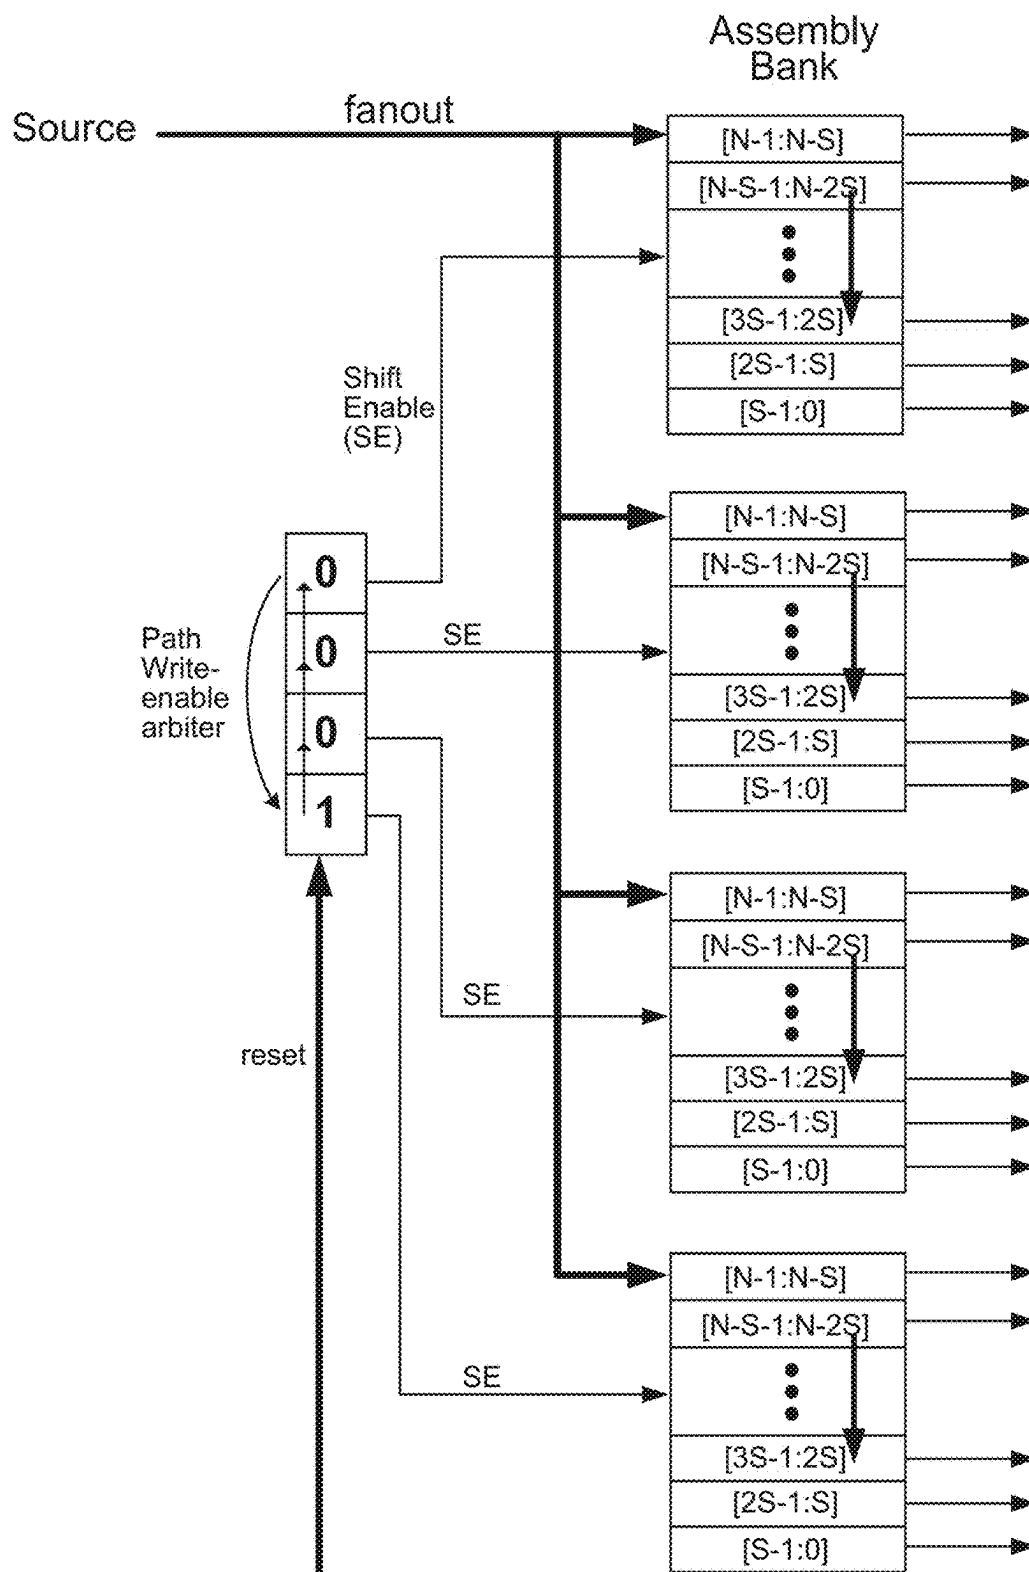 Assembly
Bank
Source
fanout
[N-1:N-S]
[N-S-1:N-2S]
[3S-1:2S]
[2S-1:S]
[S-1:0]
Shift
Enable
(SE)
[N-1:N-S]
[N-S-1:N-2S]
[3S-1:2S]
[2S-1:S]
[S-1:0]
Path
Write-
enable
arbiter
0
0
0
1
SE
reset
SE
[N-1:N-S]
[N-S-1:N-2S]
[3S-1:2S]
[2S-1:S]
[S-1:0]
SE
[N-1:N-S]
[N-S-1:N-2S]
[3S-1:2S]
[2S-1:S]
[S-1:0]